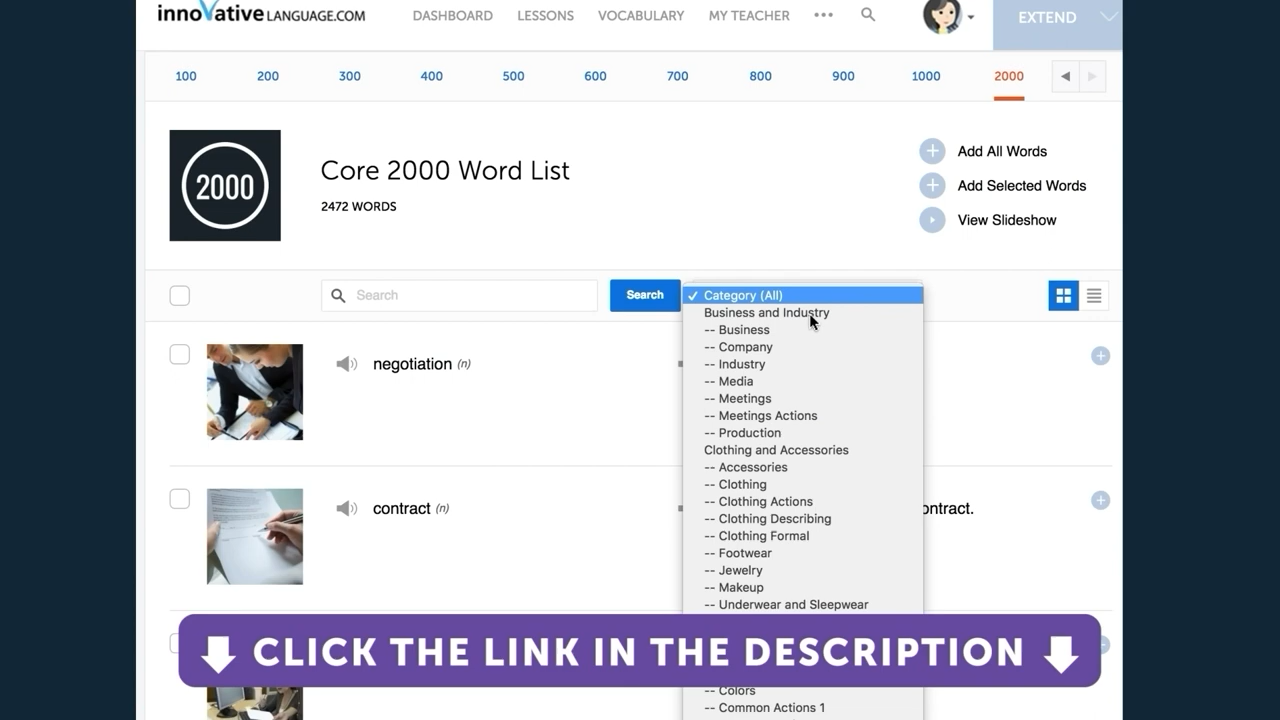 innoVative LANGUAGE.COM
DASHBOARD LESSONS VOCABULARY MY TEACHER ••• EXTEND
100 200 300 400 500 600 700 800 900 1000 2000
2000
Core 2000 Word List
2472 WORDS
Add All Words
Add Selected Words
View Slideshow
Search
Search
Category (All)
Business and Industry
-- Business
-- Company
-- Industry
-- Media
-- Meetings
-- Meetings Actions
-- Production
Clothing and Accessories
-- Accessories
-- Clothing
-- Clothing Actions
-- Clothing Describing
-- Clothing Formal
-- Footwear
-- Jewelry
-- Makeup
-- Underwear and Sleepwear
-- Colors
-- Common Actions 1
negotiation (n)
contract (n)
ontract.
CLICK THE LINK IN THE DESCRIPTION